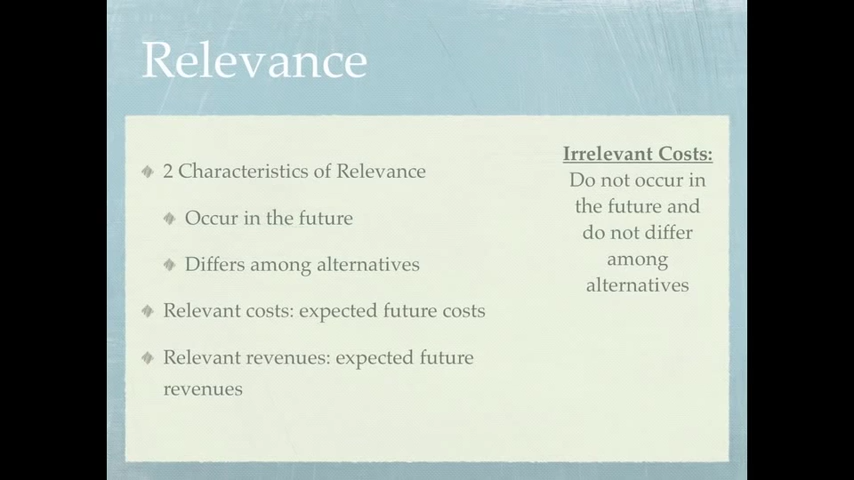 Relevance
2 Characteristics of Relevance
Occur in the future
Differs among alternatives
Relevant costs: expected future costs
Relevant revenues: expected future
revenues
Irrelevant Costs:
Do not occur in
the future and
do not differ
among
alternatives